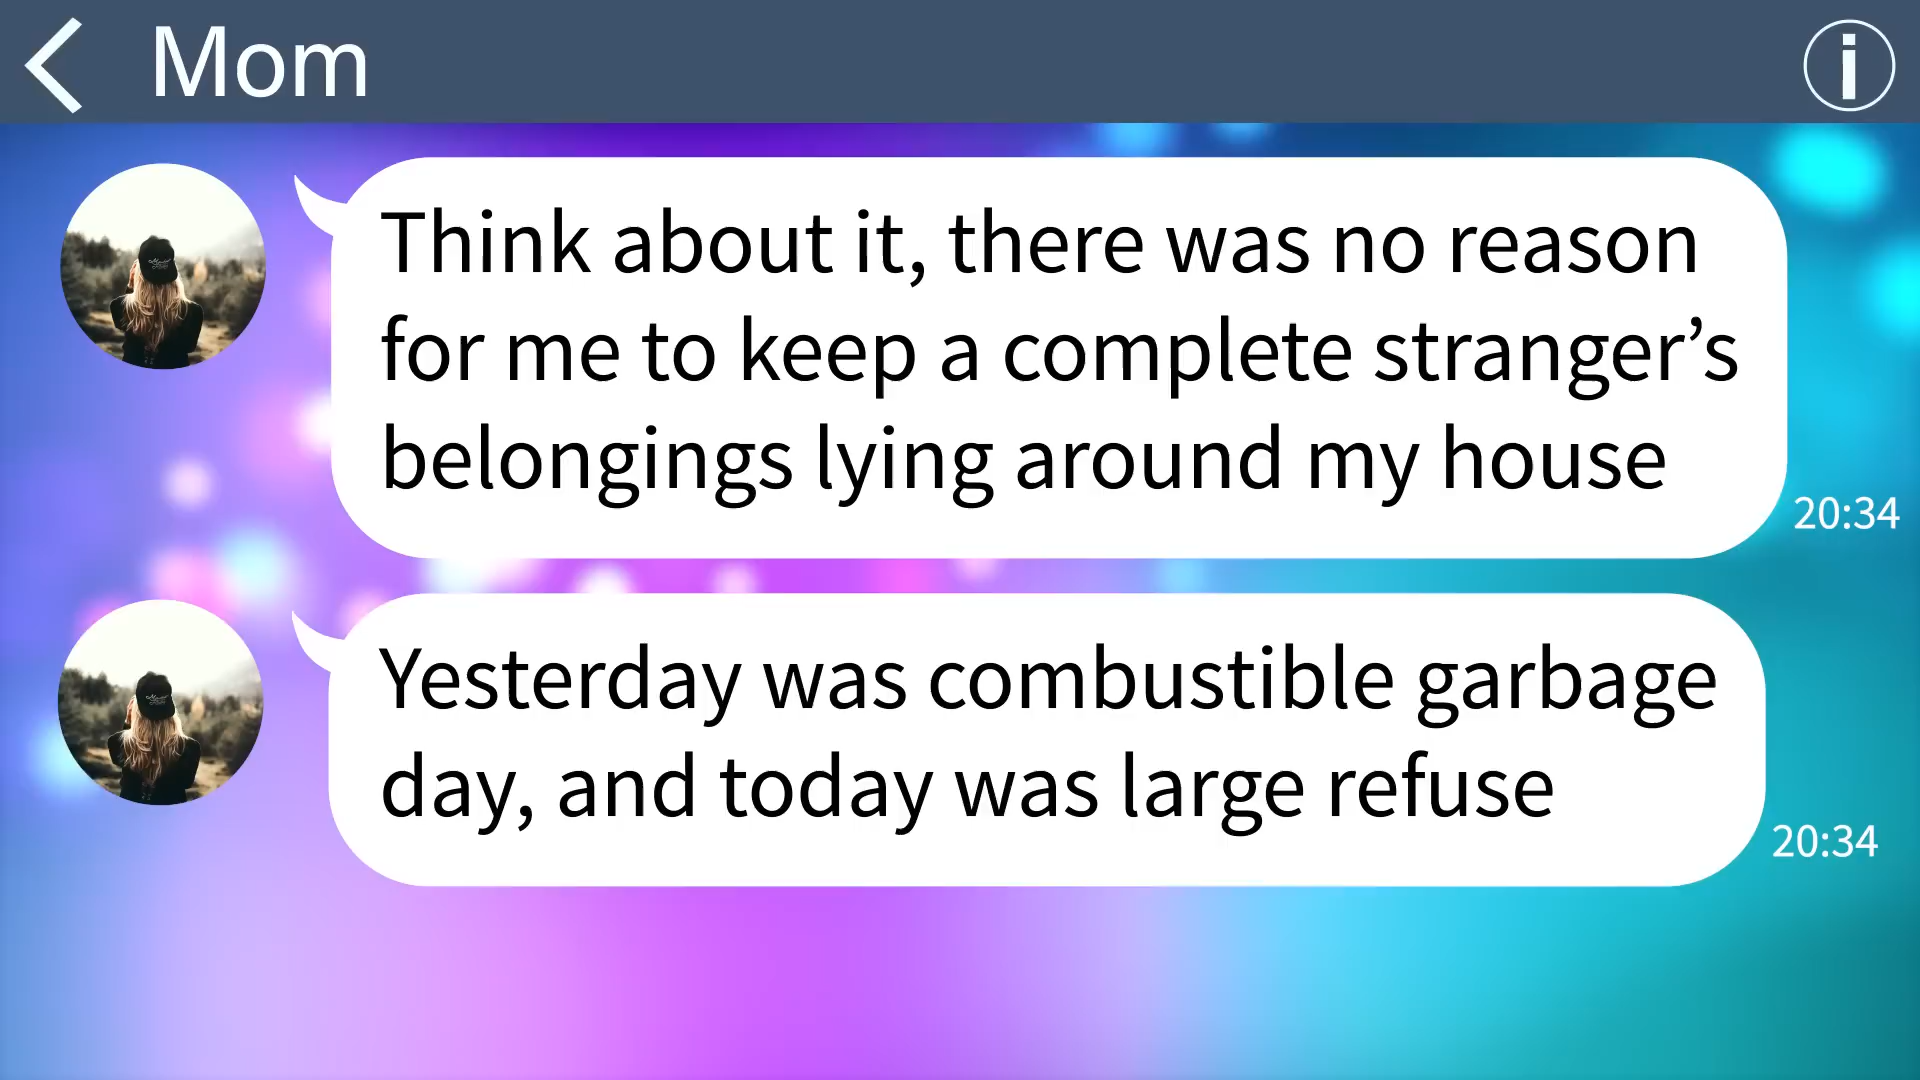 Mom
Think about it, there was no reason
for me to keep a complete stranger’s
belongings lying around my house
20:34
Yesterday was combustible garbage
day, and today was large refuse
20:34